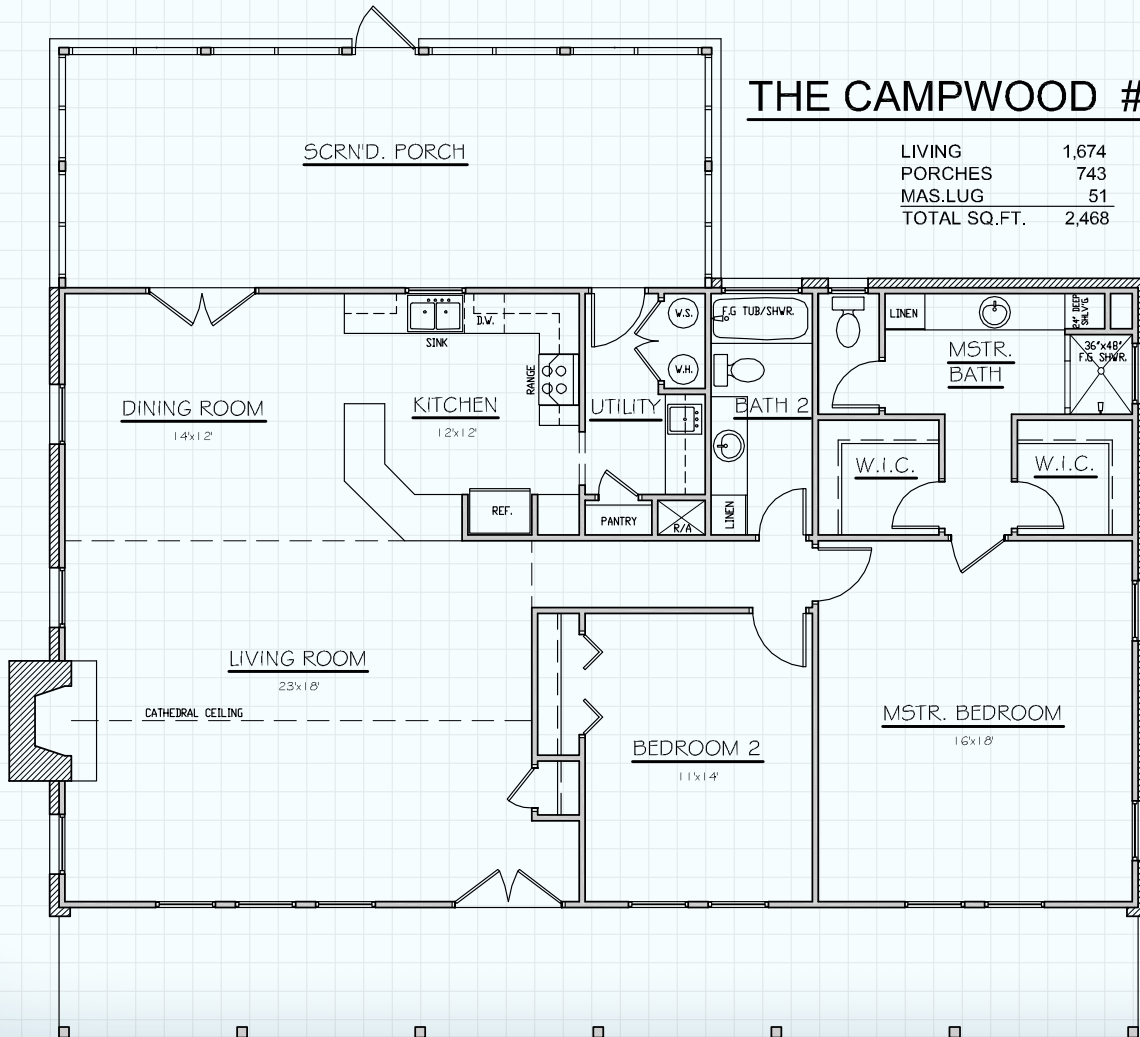 THE CAMPWOOD #
LIVING 1,674
PORCHES 743
MAS.LUG 51
TOTAL SQ.FT. 2,468
SCRN'D. PORCH
DINING ROOM
14'x12'
KITCHEN
12'x12'
SINK
D.W.
RANGE
REF.
UTILITY
W.S.
W.H.
PANTRY
R/A
F.G TUB/SHWR.
BATH 2
LINEN
LINEN
MSTR.
BATH
24" DEEP
SHLV'G
36"x48"
F.G. SHWR.
W.I.C.
W.I.C.
LIVING ROOM
23'x18'
CATHEDRAL CEILING
BEDROOM 2
11'x14'
MSTR. BEDROOM
16'x18'